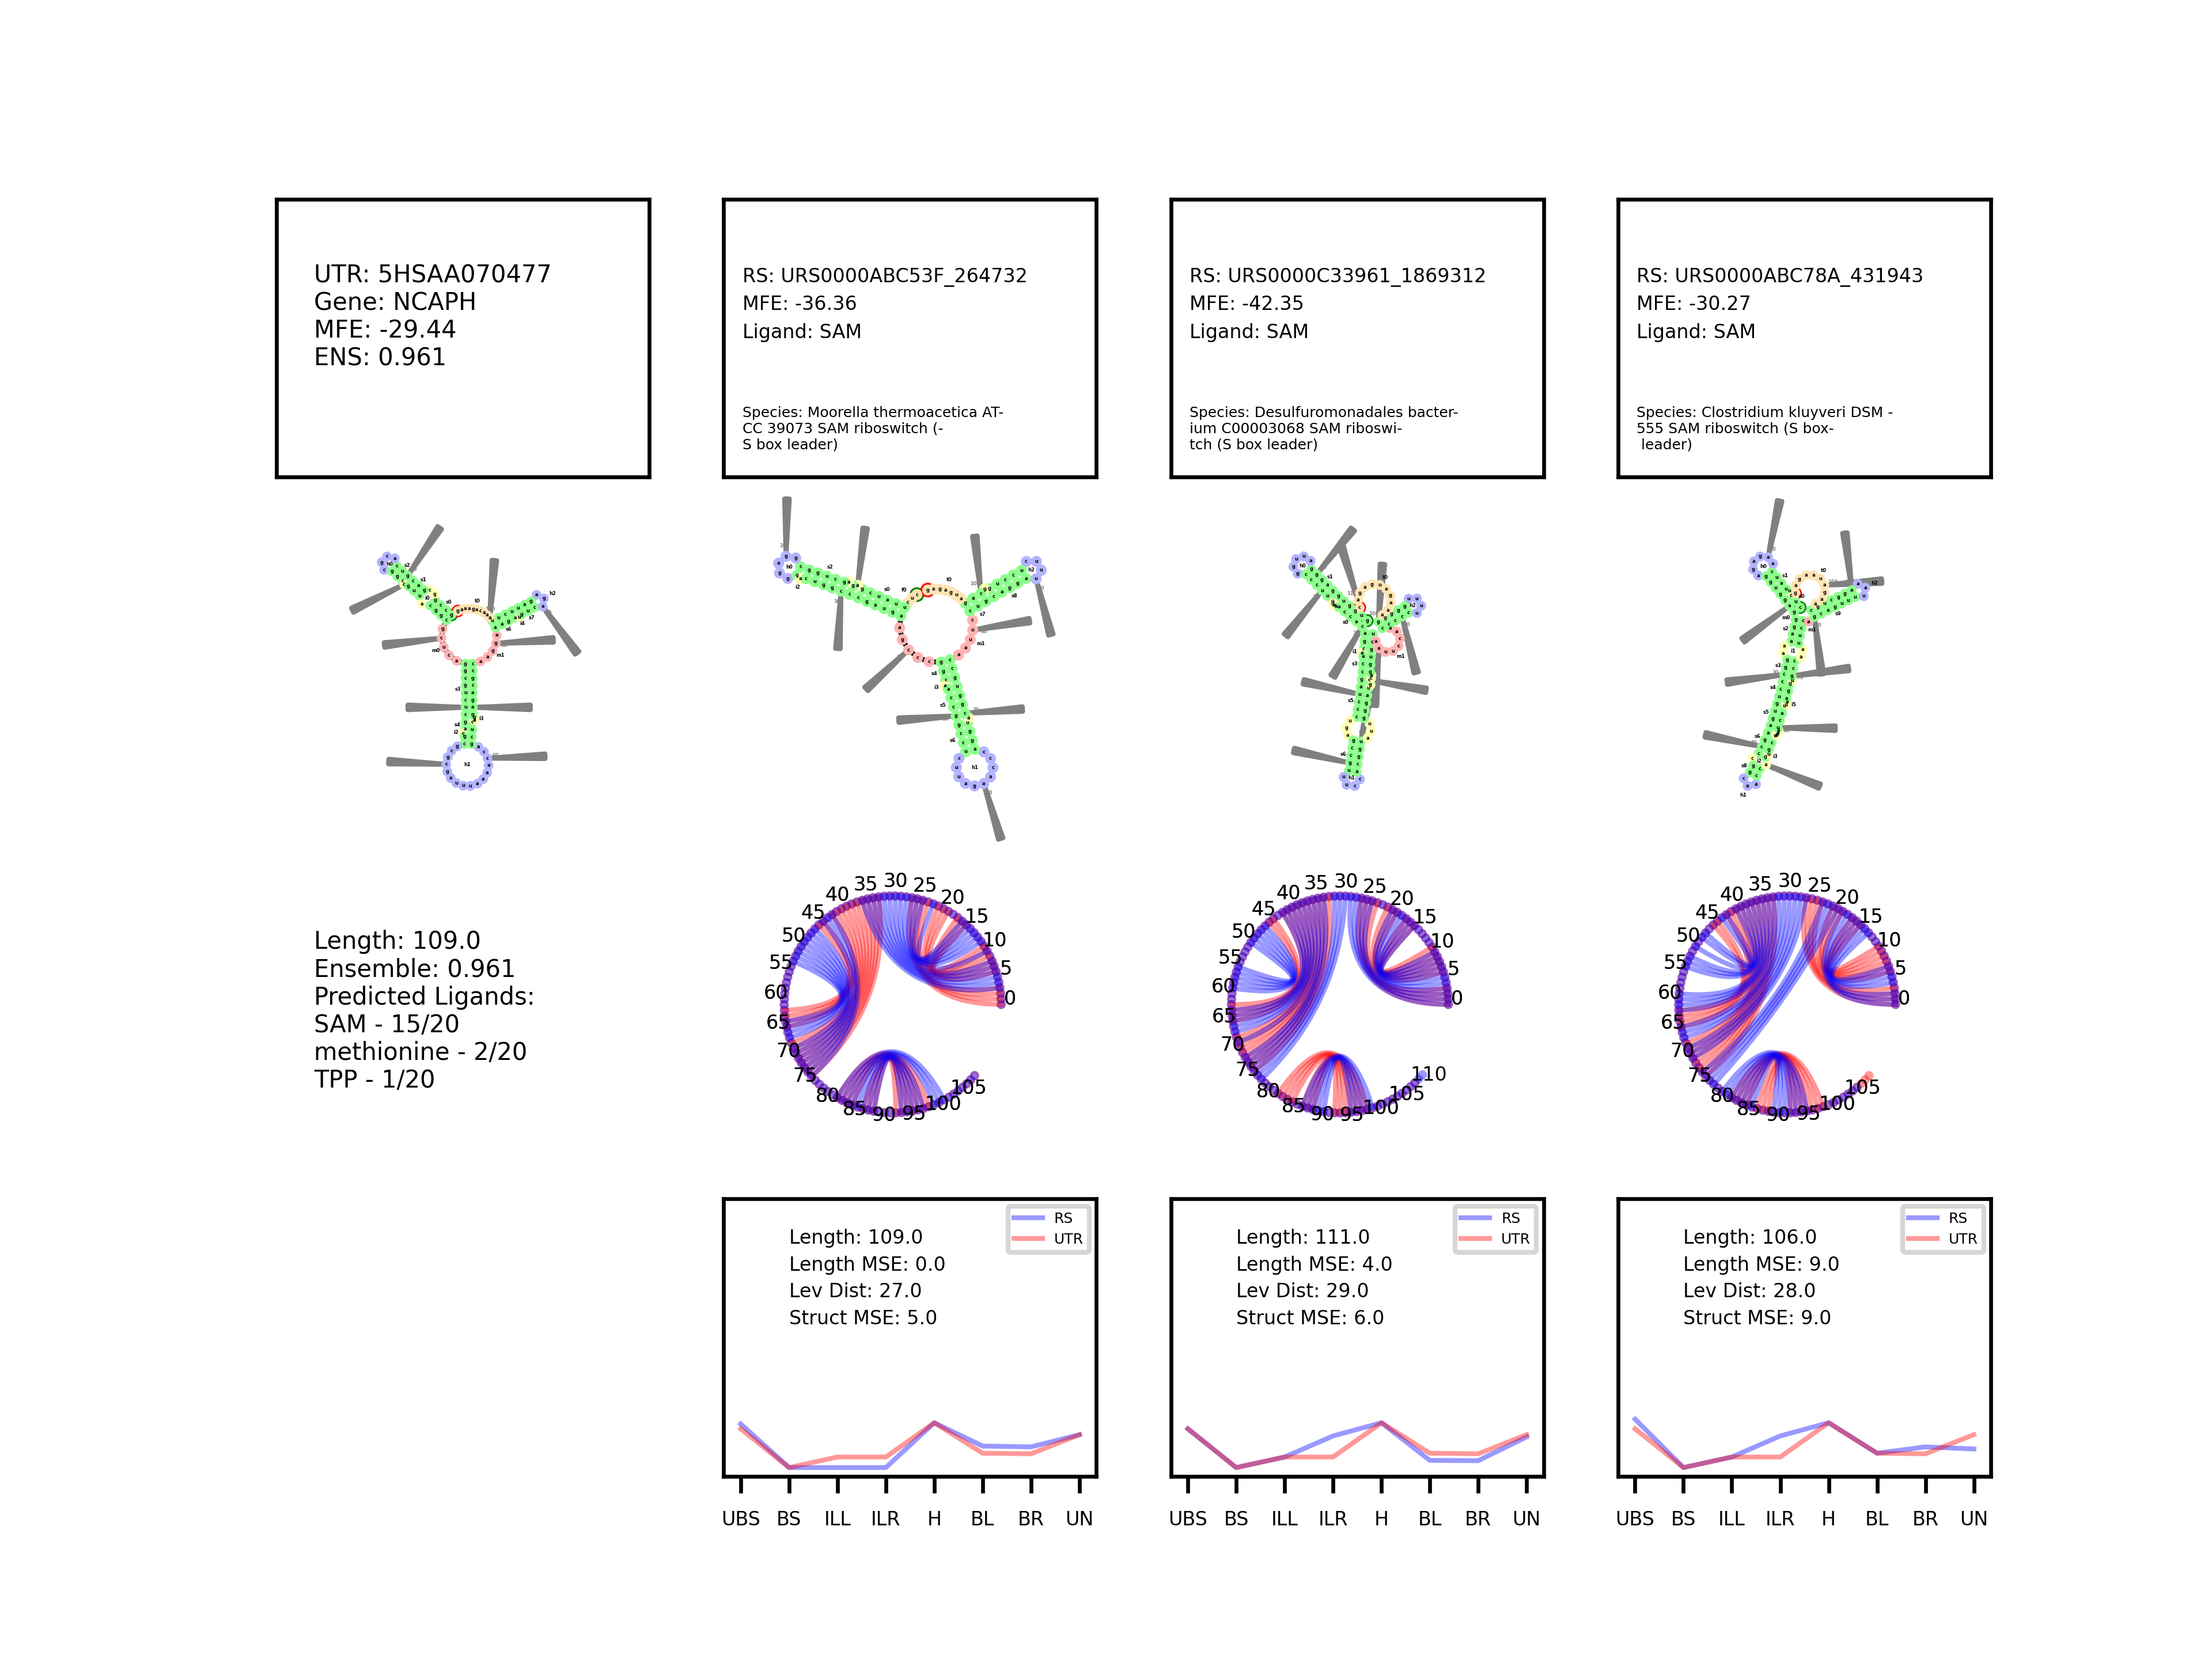 UTR: 5HSAA070477
Gene: NCAPH
MFE: -29.44
ENS: 0.961
RS: URS0000ABC53F_264732
MFE: -36.36
Ligand: SAM
Species: Moorella thermoacetica AT-
CC 39073 SAM riboswitch (-
S box leader)
RS: URS0000C33961_1869312
MFE: -42.35
Ligand: SAM
Species: Desulfuromonadales bacter-
ium C00003068 SAM riboswi-
tch (S box leader)
RS: URS0000ABC78A_431943
MFE: -30.27
Ligand: SAM
Species: Clostridium kluyveri DSM -
555 SAM riboswitch (S box-
leader)
Length: 109.0
Ensemble: 0.961
Predicted Ligands:
SAM - 15/20
methionine - 2/20
TPP - 1/20
0 5 10 15 20 25 30 35 40 45 50 55 60 65 70 75 80 85 90 95 100 105
0 5 10 15 20 25 30 35 40 45 50 55 60 65 70 75 80 85 90 95 100 105 110
0 5 10 15 20 25 30 35 40 45 50 55 60 65 70 75 80 85 90 95 100 105
RS
UTR
Length: 109.0
Length MSE: 0.0
Lev Dist: 27.0
Struct MSE: 5.0
UBS BS ILL ILR H BL BR UN
RS
UTR
Length: 111.0
Length MSE: 4.0
Lev Dist: 29.0
Struct MSE: 6.0
UBS BS ILL ILR H BL BR UN
RS
UTR
Length: 106.0
Length MSE: 9.0
Lev Dist: 28.0
Struct MSE: 9.0
UBS BS ILL ILR H BL BR UN